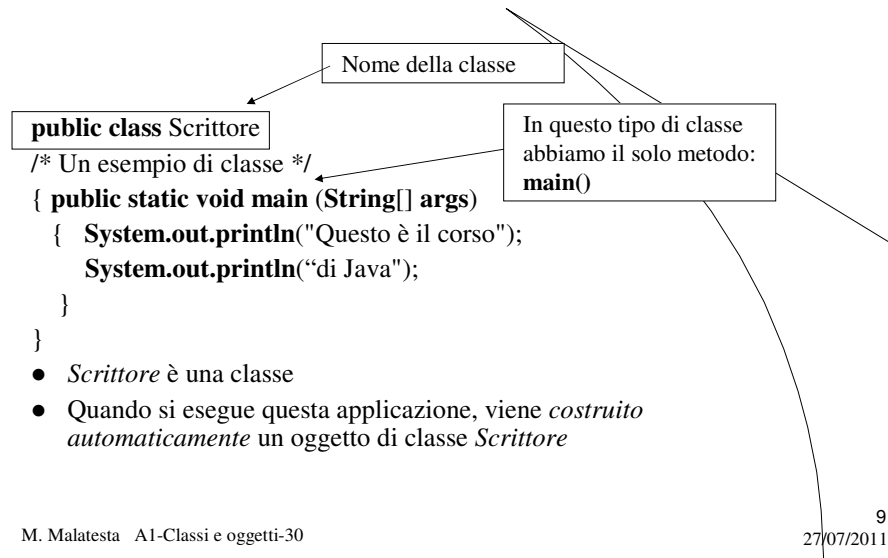 Nome della classe
public class Scrittore
In questo tipo di classe
abbiamo il solo metodo:
main()
/* Un esempio di classe */
{ public static void main (String[] args)
{ System.out.println("Questo è il corso");
System.out.println(“di Java");
}
}
● Scrittore è una classe
● Quando si esegue questa applicazione, viene costruito
automaticamente un oggetto di classe Scrittore
M. Malatesta A1-Classi e oggetti-30
9
27/07/2011